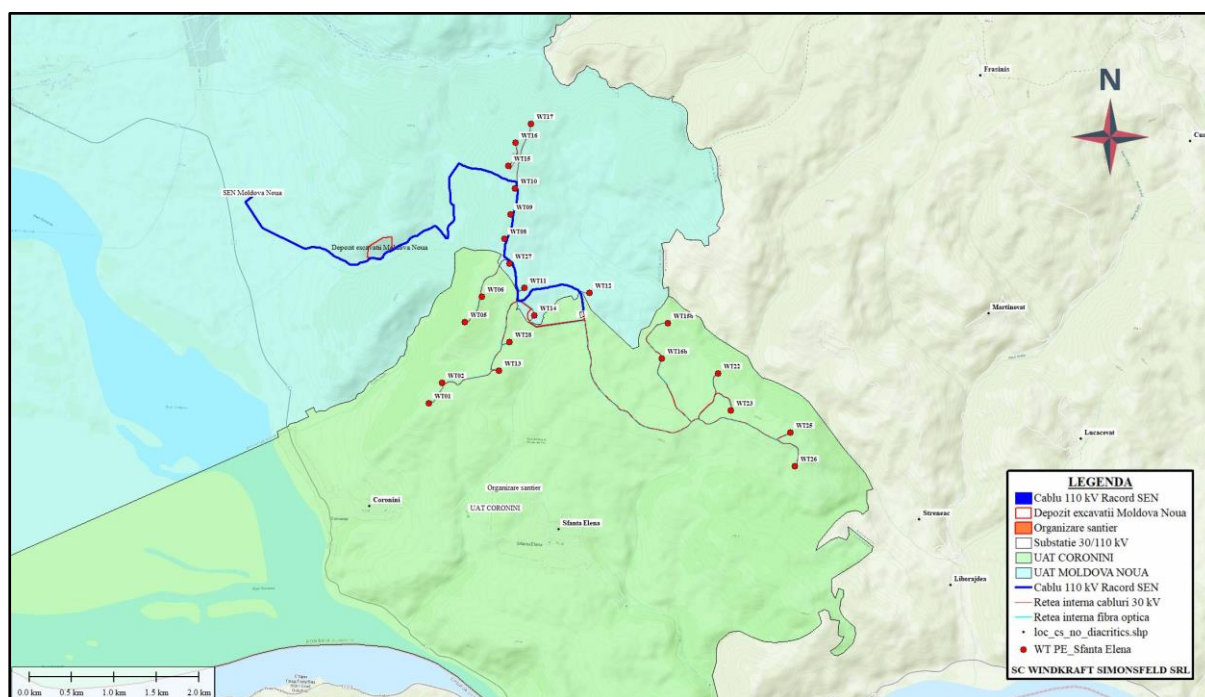 Frasinis
N
Cu
WT17
WT16
WT15
WT10
SEN Moldova Noua
WT09
WT08
Depozit excavatii Moldova Noua
WT27
WT11
WT12
WT06
Martinovat
WT14
WT05
WT15b
WT20
WT16b
WT13
WT22
WT02
WT01
WT23
WT25
Lucacevat
WT26
Organizare santier
Coronini
UAT CORONINI
Sfanta Elena
Streneac
Liborajdea
LEGENDA
Cablu 110 kV Racord SEN
Depozit excavatii Moldova Noua
Organizare santier
Substatie 30/110 kV
UAT CORONINI
UAT MOLDOVA NOUA
Cablu 110 kV Racord SEN
Retea interna cabluri 30 kV
Retea interna fibra optica
loc_cs_no_diacritics.shp
WT PE_Sfanta Elena
SC WINDKRAFT SIMONSFELD SRL
0.0 km 0.5 km 1.0 km 2.0 km